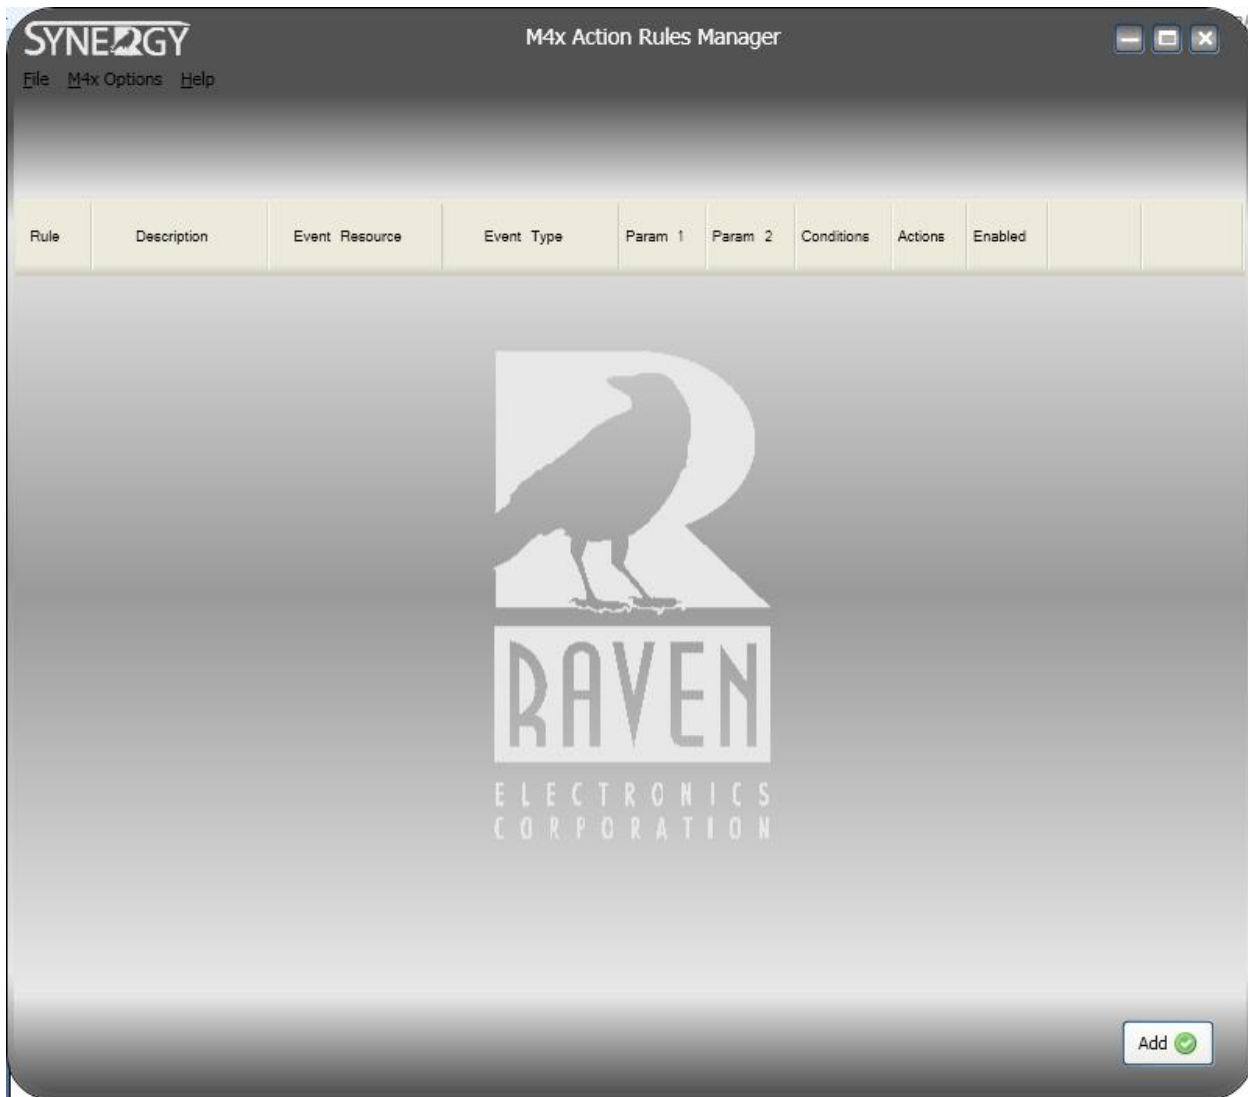 SYNERGY
M4x Action Rules Manager
File M4x Options Help
Rule Description Event Resource Event Type Param 1 Param 2 Conditions Actions Enabled
RAVEN
ELECTRONICS
CORPORATION
Add